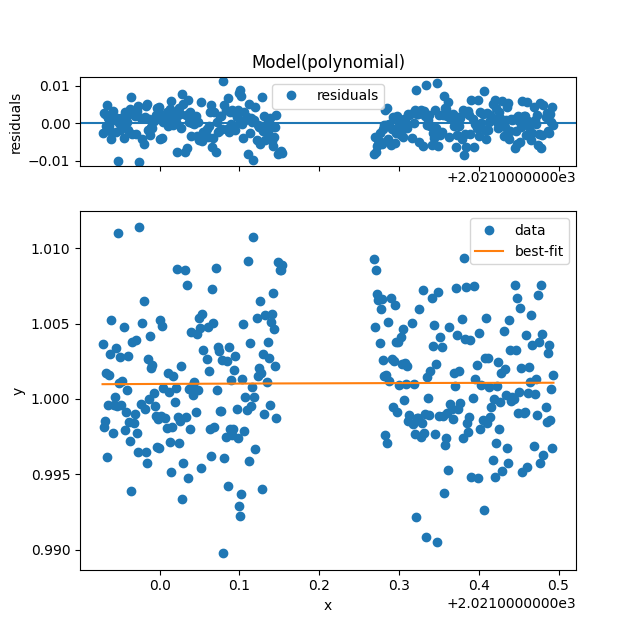 Model(polynomial)
residuals
0.01
0.00
−0.01
residuals
+2.0210000000e3
y
1.010
1.005
1.000
0.995
0.990
data
best-fit
0.0 0.1 0.2 0.3 0.4 0.5
x
+2.0210000000e3